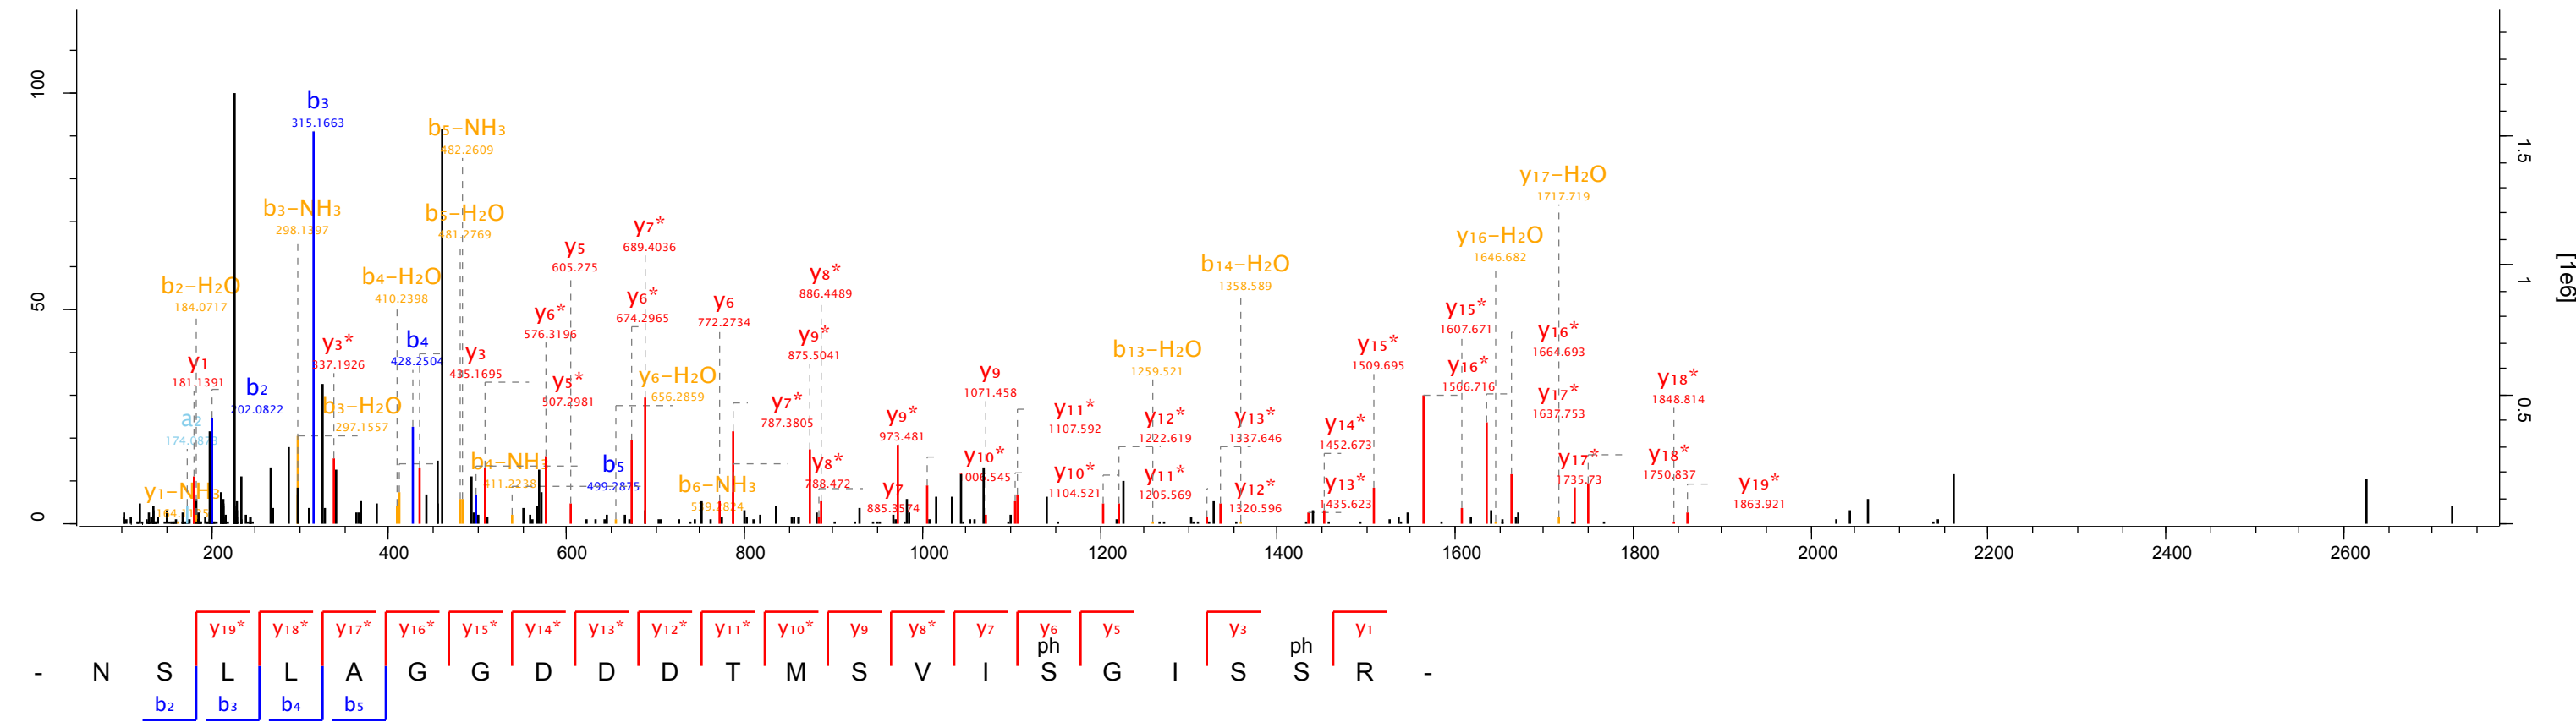 100
50
0
1.5
1
0.5
[1e6]
b₃
315.1663
b₅-NH₃
482.2609
b₃-NH₃
298.1397
b₅-H₂O
481.2769
y₁₇-H₂O
1717.719
y₇*
689.4036
y₅
605.275
y₁₆-H₂O
1646.682
b₂-H₂O
184.0717
b₄-H₂O
410.2398
y₈*
886.4489
b₁₄-H₂O
1358.589
y₆*
576.3196
y₆*
674.2965
y₆
772.2734
y₁₅*
1607.671
y₁
181.1391
y₃*
337.1926
b₄
428.2504
y₃
435.1695
y₉*
875.5041
b₁₃-H₂O
1259.521
y₁₅*
1509.695
y₁₆*
1664.693
b₂
202.0822
y₅*
507.2981
y₆-H₂O
656.2859
y₉
1071.458
y₁₆*
1566.716
y₁₈*
1848.814
a₂
b₃-H₂O
297.1557
y₇*
787.3805
y₉*
973.481
y₁₁*
1107.592
y₁₂*
1222.619
y₁₃*
1337.646
y₁₄*
1452.673
y₁₇*
1637.753
y₁-NH₃
b₄-NH₃
411.2238
b₅
499.2875
b₆-NH₃
y₈*
788.472
y₇
885.3574
y₁₀*
1006.545
y₁₀*
1104.521
y₁₁*
1205.569
y₁₂*
1320.596
y₁₃*
1435.623
y₁₇*
1735.73
y₁₈*
1750.837
y₁₉*
1863.921
200 400 600 800 1000 1200 1400 1600 1800 2000 2200 2400 2600
y₁₉* y₁₈* y₁₇* y₁₆* y₁₅* y₁₄* y₁₃* y₁₂* y₁₁* y₁₀* y₉ y₈* y₇ y₆ y₅ y₃ y₁
ph ph
- N S L L A G G D D D T M S V I S G I S S R -
b₂ b₃ b₄ b₅